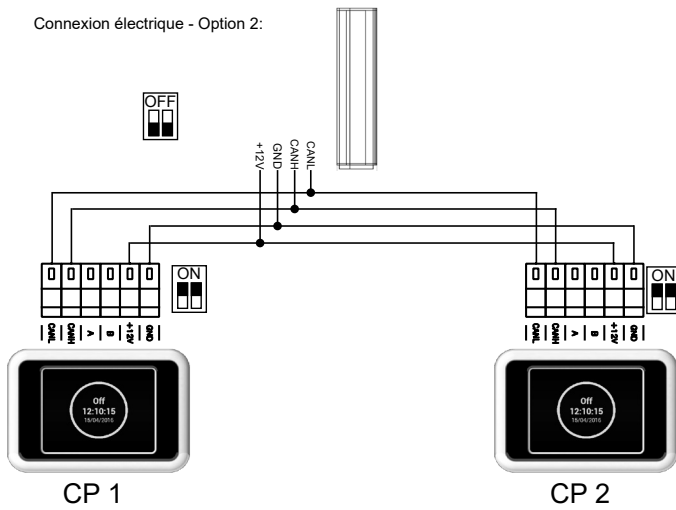 Connexion électrique - Option 2:
OFF
+12V
GND
CANH
CANL
ON
ON
CANL
CANH
A
B
+12V
GND
CANL
CANH
A
B
+12V
GND
Off
12:10:15
18/04/2016
Off
12:10:15
18/04/2016
CP 1
CP 2